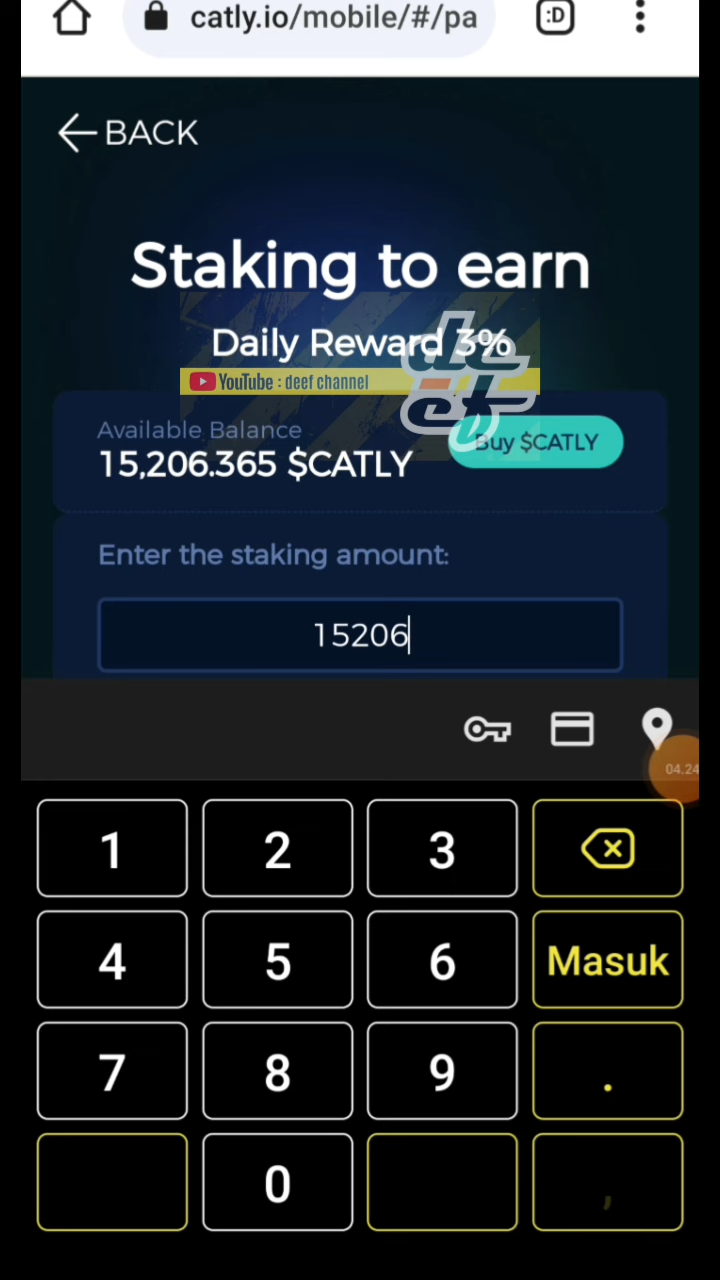 catly.io/mobile/#/pa
:D
BACK
Staking to earn
Daily Reward 3%
YouTube : deef channel
deef
Available Balance
15,206.365 $CATLY
Buy $CATLY
Enter the staking amount:
15206
04.24
1 2 3
4 5 6 Masuk
7 8 9 .
0 ,